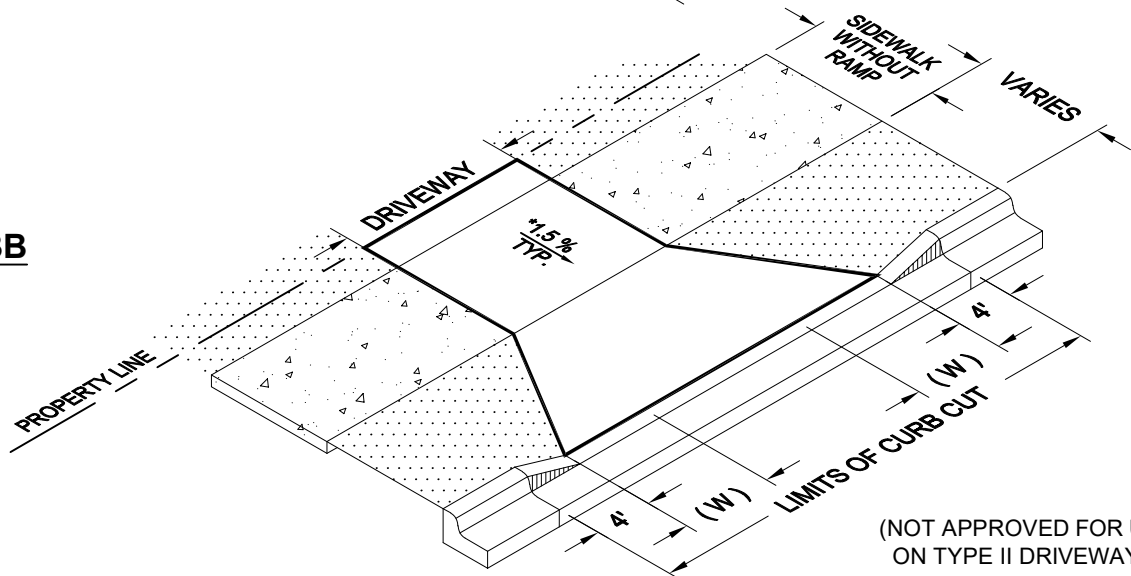 SIDEWALK
WITHOUT
RAMP
VARIES
DRIVEWAY
*1.5 %
TYP.
PROPERTY LINE
4'
(W)
LIMITS OF CURB CUT
(W)
4'
(NOT APPROVED FOR
ON TYPE II DRIVEWAY